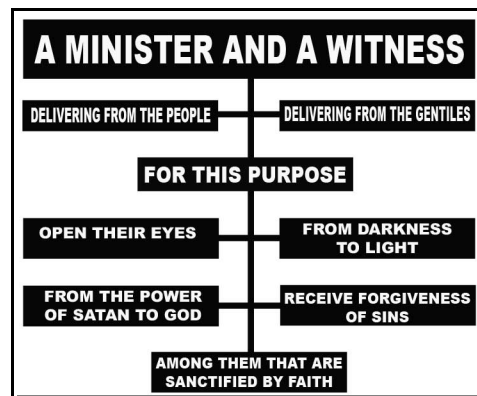 A MINISTER AND A WITNESS
DELIVERING FROM THE PEOPLE
DELIVERING FROM THE GENTILES
FOR THIS PURPOSE
OPEN THEIR EYES
FROM DARKNESS
TO LIGHT
FROM THE POWER
OF SATAN TO GOD
RECEIVE FORGIVENESS
OF SINS
AMONG THEM THAT ARE
SANCTIFIED BY FAITH